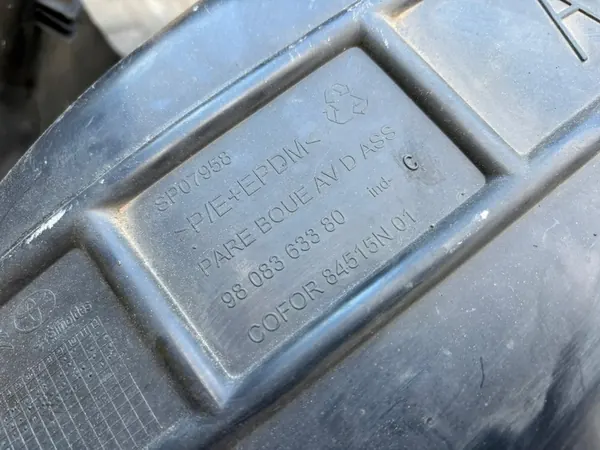 SP07958
>P/E+EPDM<
PARE BOUE AV D ASS
98 083 633 80 Ind- C
COFOR 84515N 01
A